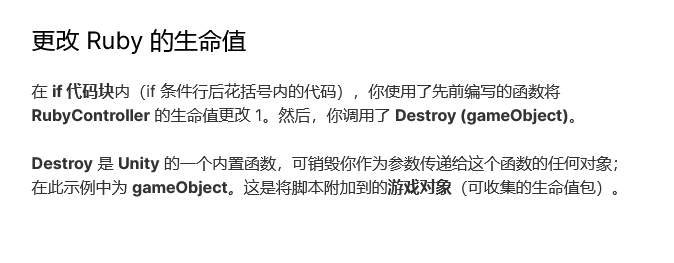 更改 Ruby 的生命值
在 if 代码块内（if 条件行后花括号内的代码），你使用了先前编写的函数将
RubyController 的生命值更改 1。然后，你调用了 Destroy (gameObject)。
Destroy 是 Unity 的一个内置函数，可销毁你作为参数传递给这个函数的任何对象；
在此示例中为 gameObject。这是将脚本附加到的游戏对象（可收集的生命值包）。